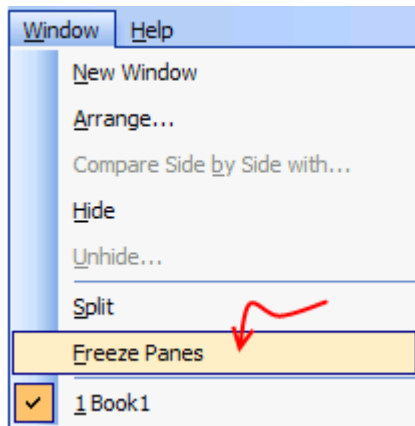 Window Help
New Window
Arrange...
Compare Side by Side with...
Hide
Unhide...
Split
Freeze Panes
1 Book1